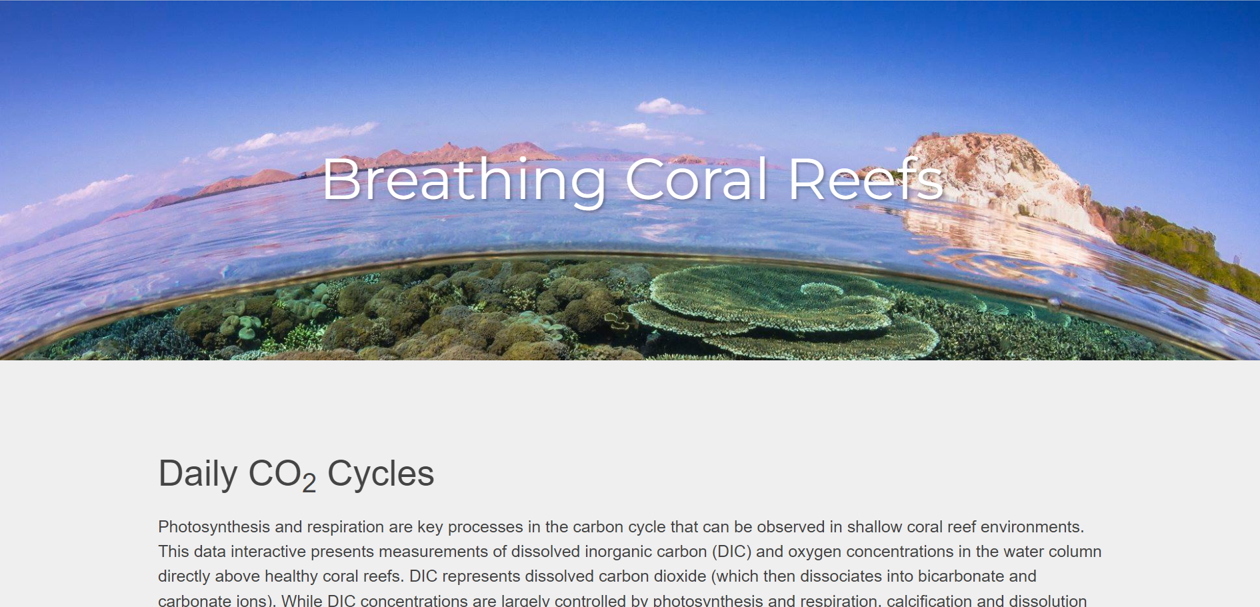 Breathing Coral Reefs
Daily CO₂ Cycles
Photosynthesis and respiration are key processes in the carbon cycle that can be observed in shallow coral reef environments.
This data interactive presents measurements of dissolved inorganic carbon (DIC) and oxygen concentrations in the water column
directly above healthy coral reefs. DIC represents dissolved carbon dioxide (which then dissociates into bicarbonate and
carbonate ions). While DIC concentrations are largely controlled by photosynthesis and respiration, calcification and dissolution